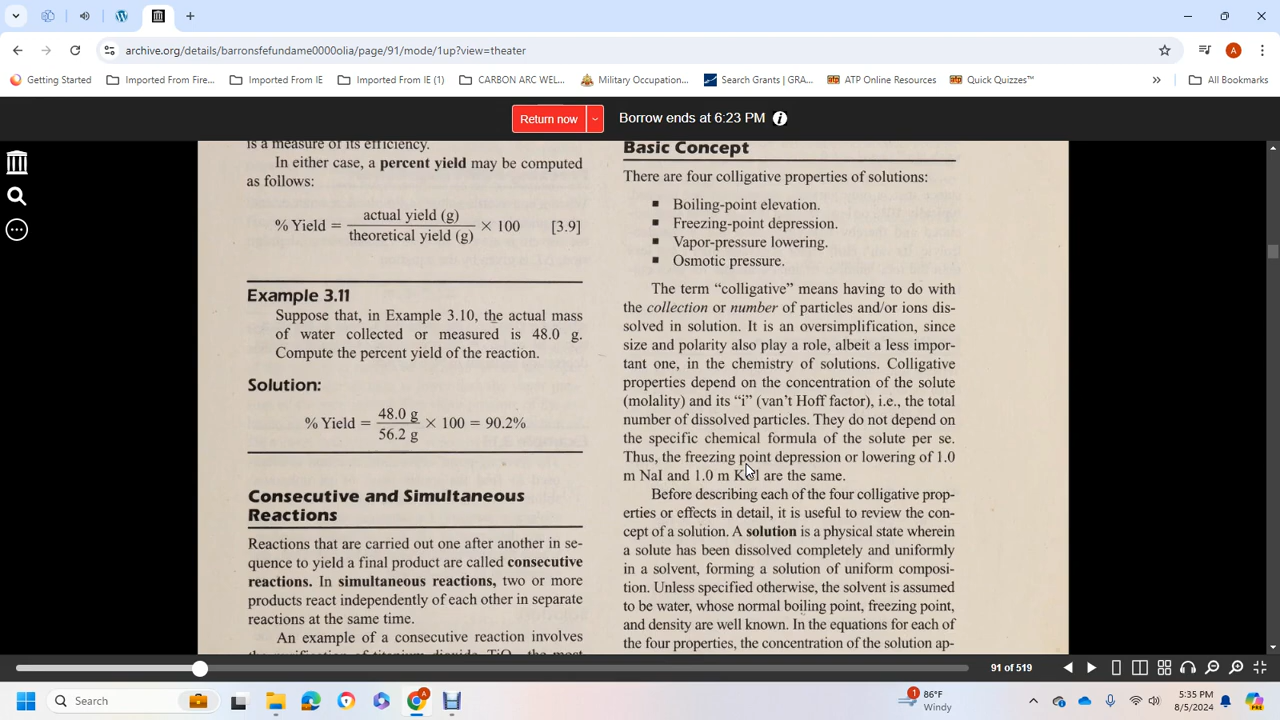 archive.org/details/barronsfefundame0000olia/page/91/mode/1up?view=theater
A
Getting Started
Imported From Fire...
Imported From IE
Imported From IE (1)
CARBON ARC WEL...
Military Occupation...
Search Grants | GRA...
ATP Online Resources
Quick Quizzes™
»
All Bookmarks
Return now
Borrow ends at 6:23 PM
is a measure of its efficiency.
In either case, a percent yield may be computed
as follows:
% Yield = actual yield (g) / theoretical yield (g) × 100 [3.9]
Example 3.11
Suppose that, in Example 3.10, the actual mass
of water collected or measured is 48.0 g.
Compute the percent yield of the reaction.
Solution:
% Yield = 48.0 g / 56.2 g × 100 = 90.2%
Consecutive and Simultaneous
Reactions
Reactions that are carried out one after another in se-
quence to yield a final product are called consecutive
reactions. In simultaneous reactions, two or more
products react independently of each other in separate
reactions at the same time.
An example of a consecutive reaction involves
the purification of titanium dioxide, TiO₂, the most
Basic Concept
There are four colligative properties of solutions:
▪ Boiling-point elevation.
▪ Freezing-point depression.
▪ Vapor-pressure lowering.
▪ Osmotic pressure.
The term “colligative” means having to do with
the collection or number of particles and/or ions dis-
solved in solution. It is an oversimplification, since
size and polarity also play a role, albeit a less impor-
tant one, in the chemistry of solutions. Colligative
properties depend on the concentration of the solute
(molality) and its “i” (van’t Hoff factor), i.e., the total
number of dissolved particles. They do not depend on
the specific chemical formula of the solute per se.
Thus, the freezing point depression or lowering of 1.0
m NaI and 1.0 m are the same.
Before describing each of the four colligative prop-
erties or effects in detail, it is useful to review the con-
cept of a solution. A solution is a physical state wherein
a solute has been dissolved completely and uniformly
in a solvent, forming a solution of uniform composi-
tion. Unless specified otherwise, the solvent is assumed
to be water, whose normal boiling point, freezing point,
and density are well known. In the equations for each of
the four properties, the concentration of the solution ap-
91 of 519
Search
1
86°F
Windy
5:35 PM
8/5/2024